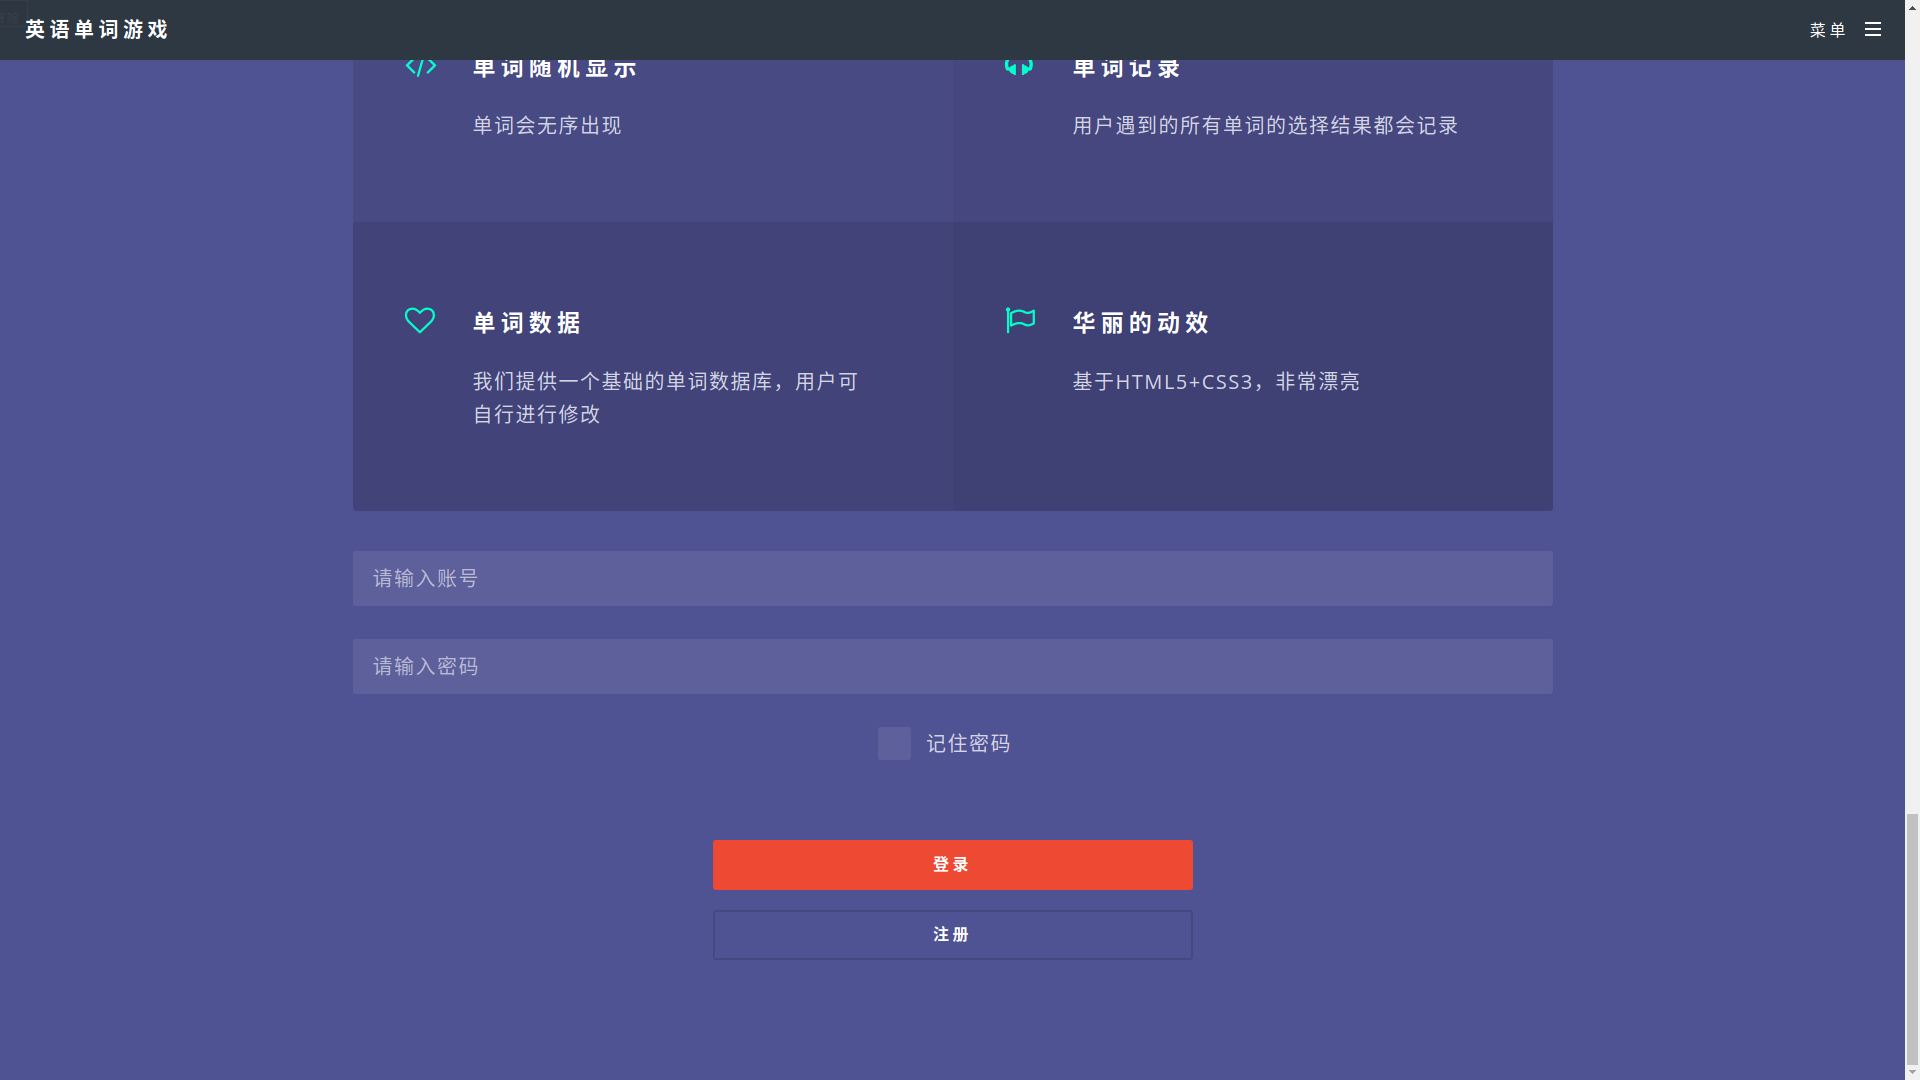 英语单词游戏
菜单
单词随机显示
单词会无序出现
单词记录
用户遇到的所有单词的选择结果都会记录
单词数据
我们提供一个基础的单词数据库，用户可
自行进行修改
华丽的动效
基于HTML5+CSS3，非常漂亮
请输入账号
请输入密码
记住密码
登录
注册